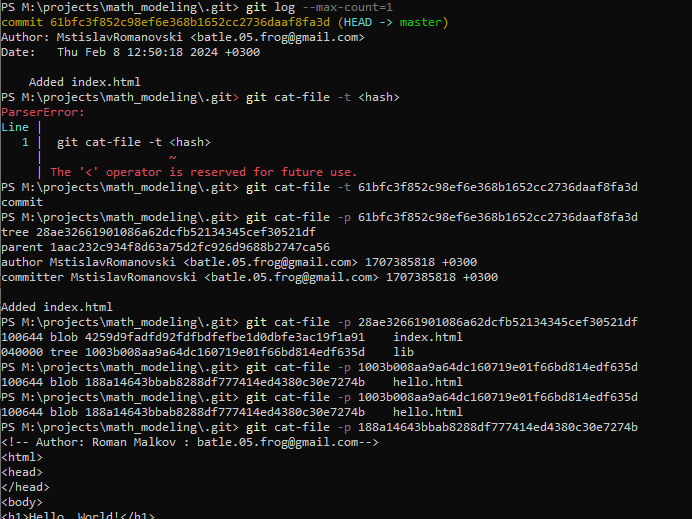 PS M:\projects\math_modeling\.git> git log --max-count=1
commit 61bfc3f852c98ef6e368b1652cc2736daaf8fa3d (HEAD -> master)
Author: MstislavRomanovski <batle.05.frog@gmail.com>
Date:   Thu Feb 8 12:50:18 2024 +0300

    Added index.html
PS M:\projects\math_modeling\.git> git cat-file -t <hash>
ParserError:
Line |
   1 |  git cat-file -t <hash>
     |                  ~
     | The '<' operator is reserved for future use.
PS M:\projects\math_modeling\.git> git cat-file -t 61bfc3f852c98ef6e368b1652cc2736daaf8fa3d
commit
PS M:\projects\math_modeling\.git> git cat-file -p 61bfc3f852c98ef6e368b1652cc2736daaf8fa3d
tree 28ae32661901086a62dcfb52134345cef30521df
parent 1aac232c934f8d63a75d2fc926d9688b2747ca56
author MstislavRomanovski <batle.05.frog@gmail.com> 1707385818 +0300
committer MstislavRomanovski <batle.05.frog@gmail.com> 1707385818 +0300

Added index.html
PS M:\projects\math_modeling\.git> git cat-file -p 28ae32661901086a62dcfb52134345cef30521df
100644 blob 4259d9fadfd92fdfbdfefbe1d0dbfe3ac19f1a91    index.html
040000 tree 1003b008aa9a64dc160719e01f66bd814edf635d    lib
PS M:\projects\math_modeling\.git> git cat-file -p 1003b008aa9a64dc160719e01f66bd814edf635d
100644 blob 188a14643bbab8288df777414ed4380c30e7274b    hello.html
PS M:\projects\math_modeling\.git> git cat-file -p 1003b008aa9a64dc160719e01f66bd814edf635d
100644 blob 188a14643bbab8288df777414ed4380c30e7274b    hello.html
PS M:\projects\math_modeling\.git> git cat-file -p 188a14643bbab8288df777414ed4380c30e7274b
<!-- Author: Roman Malkov : batle.05.frog@gmail.com-->
<html>
<head>
</head>
<body>
<h1>Hello, World!</h1>